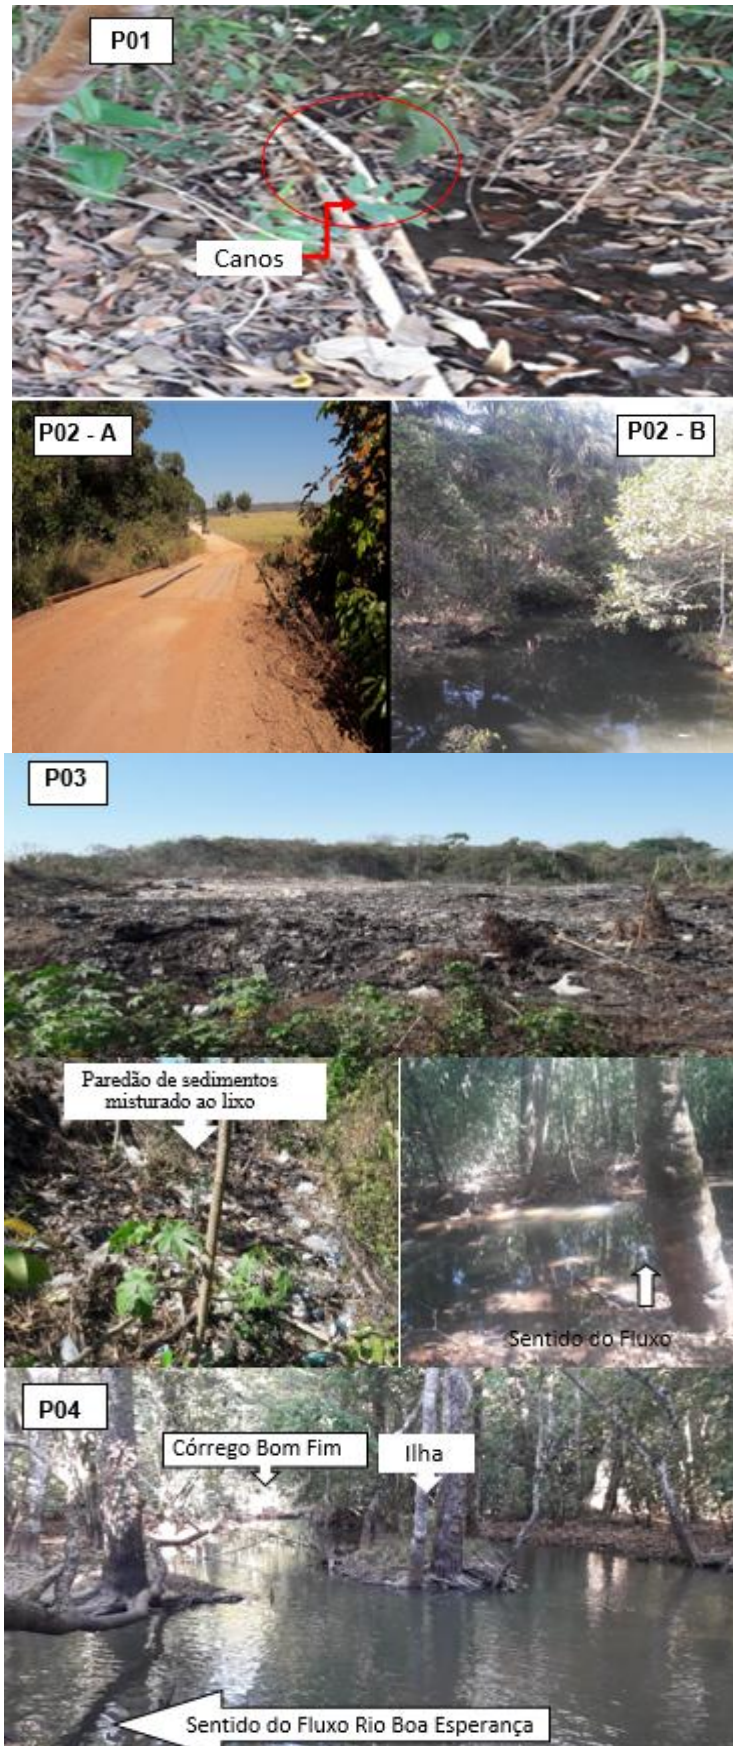 P01
Canos
P02 - A
P02 - B
P03
Paredão de sedimentos
misturado ao lixo
Sentido do Fluxo
P04
Córrego Bom Fim
Ilha
Sentido do Fluxo Rio Boa Esperança